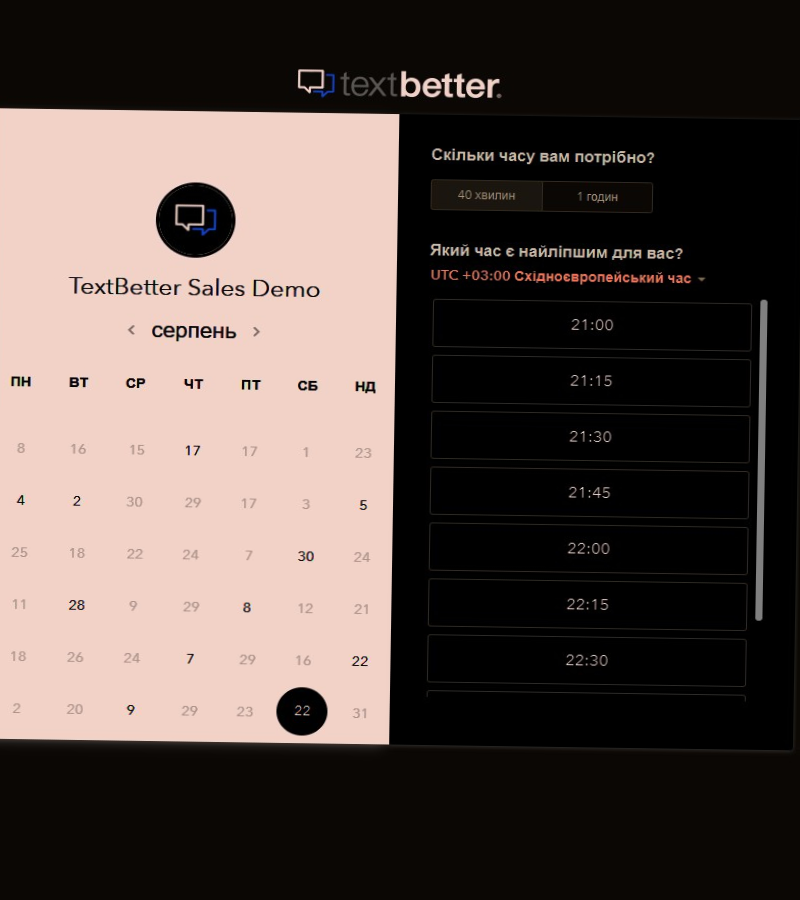 textbetter.
TextBetter Sales Demo
серпень
ПН ВТ СР ЧТ ПТ СБ НД
8 16 15 17 17 1 23
4 2 30 29 17 3 5
25 18 22 24 7 30 24
11 28 9 29 8 12 21
18 26 24 7 29 16 22
2 20 9 29 23 22 31
Скільки часу вам потрібно?
40 хвилин 1 годин
Який час є найліпшим для вас?
UTC +03:00 Східноєвропейський час
21:00
21:15
21:30
21:45
22:00
22:15
22:30